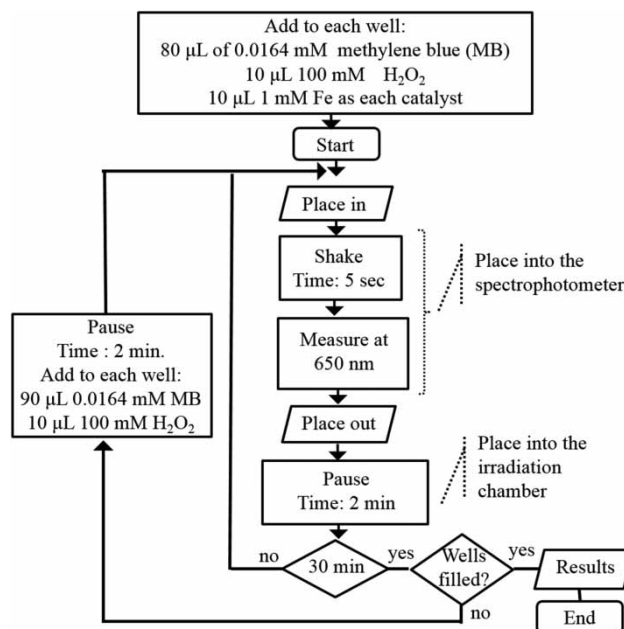 Add to each well:
80 μL of 0.0164 mM methylene blue (MB)
10 μL 100 mM H₂O₂
10 μL 1 mM Fe as each catalyst
Start
Place in
Shake
Time: 5 sec
Place into the
spectrophotometer
Measure at
650 nm
Pause
Time : 2 min.
Add to each well:
90 μL 0.0164 mM MB
10 μL 100 mM H₂O₂
Place out
Pause
Time: 2 min
Place into the
irradiation
chamber
no
30 min
yes
Wells
filled?
yes
Results
no
End